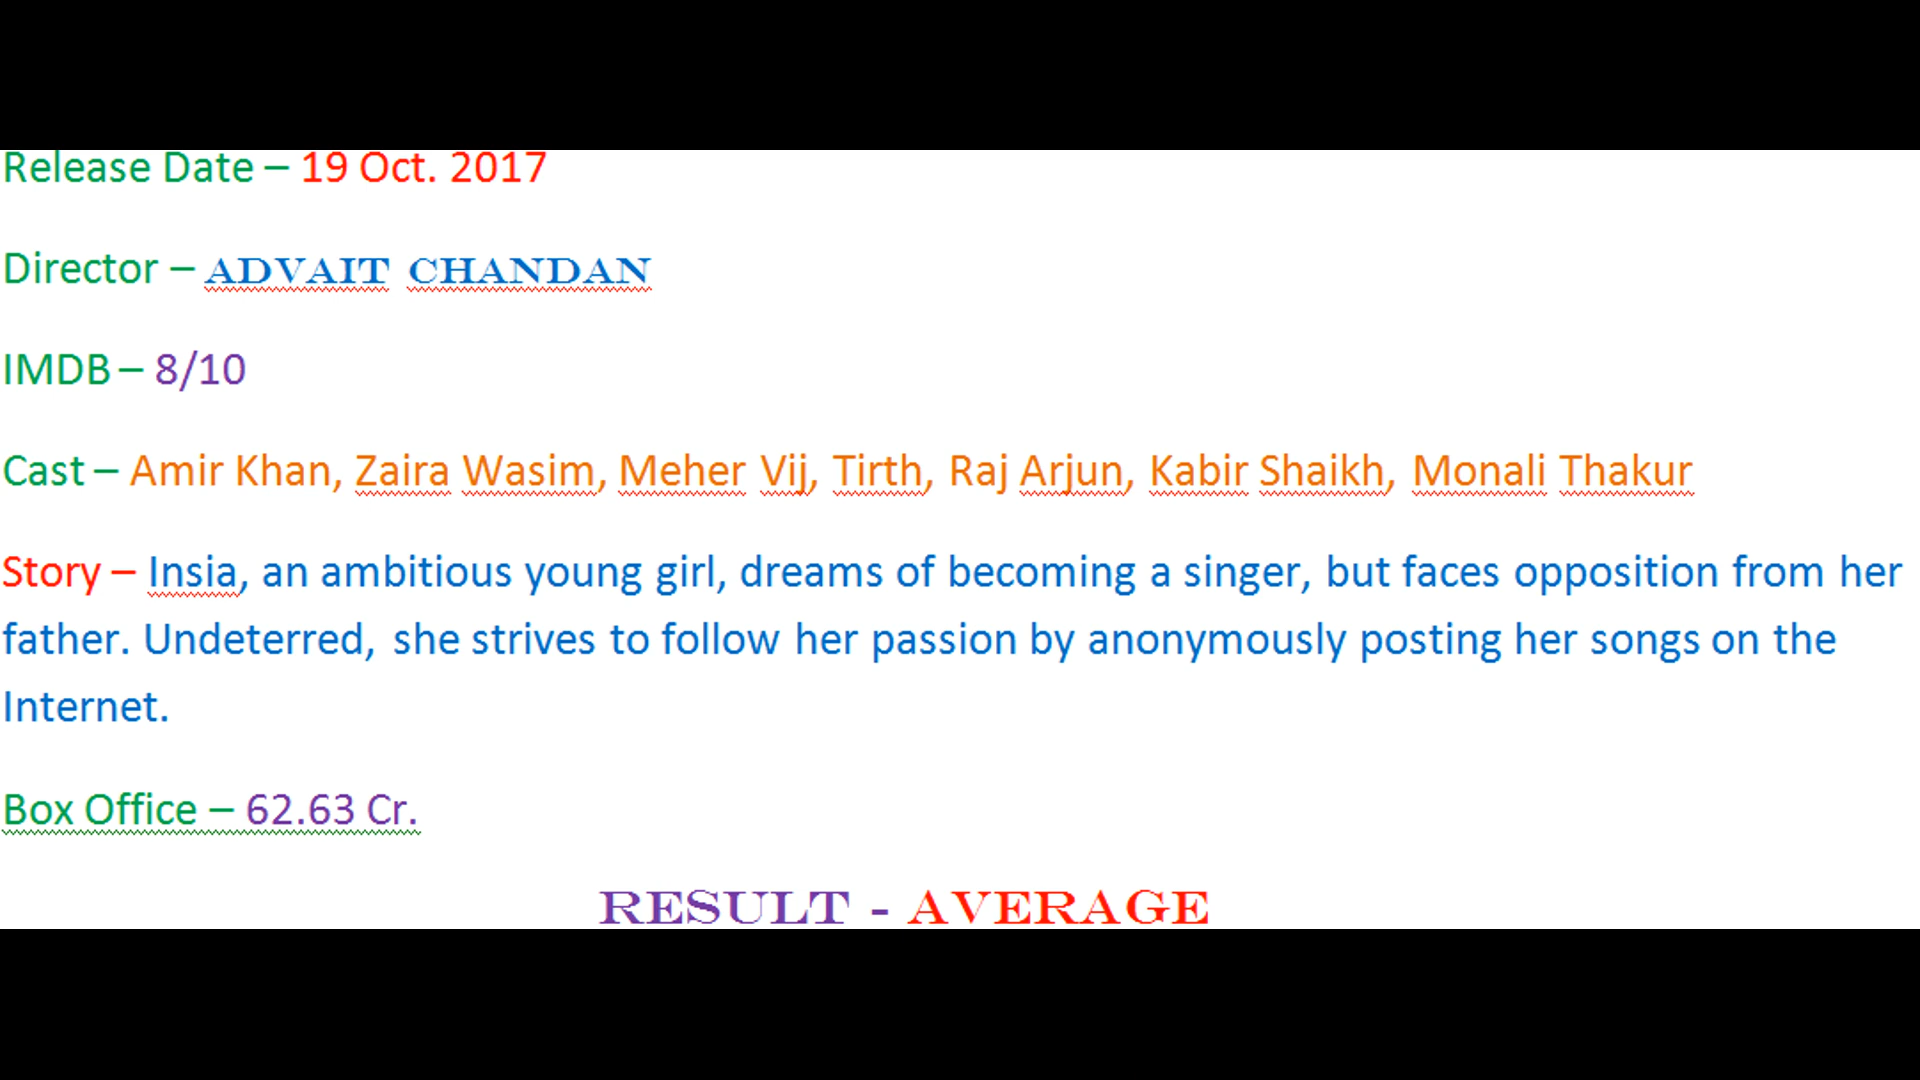 Release Date – 19 Oct. 2017
Director – ADVAIT CHANDAN
IMDB – 8/10
Cast – Amir Khan, Zaira Wasim, Meher Vij, Tirth, Raj Arjun, Kabir Shaikh, Monali Thakur
Story – Insia, an ambitious young girl, dreams of becoming a singer, but faces opposition from her
father. Undeterred, she strives to follow her passion by anonymously posting her songs on the
Internet.
Box Office – 62.63 Cr.
RESULT - AVERAGE